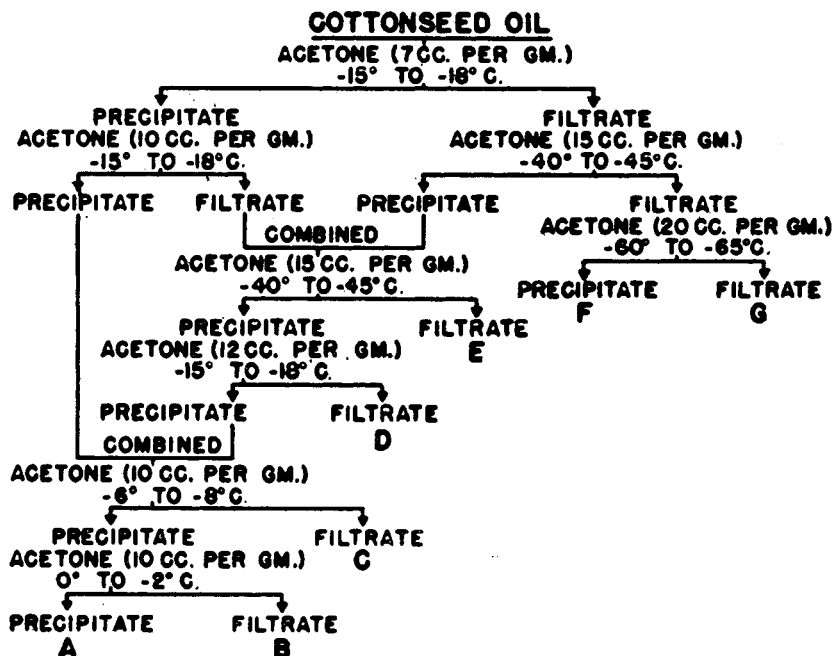 COTTONSEED OIL
ACETONE (7CC. PER GM.)
-15° TO -18°C.
PRECIPITATE FILTRATE
ACETONE (10 CC. PER GM.) ACETONE (15 CC. PER GM.)
-15° TO -18°C. -40° TO -45°C.
PRECIPITATE FILTRATE PRECIPITATE FILTRATE
ACETONE (20 CC. PER GM.)
COMBINED -60° TO -65°C.
ACETONE (15 CC. PER GM.)
-40° TO -45°C. PRECIPITATE FILTRATE
F G
PRECIPITATE FILTRATE
ACETONE (12 CC. PER GM.) E
-15° TO -18°C.
PRECIPITATE FILTRATE
D
COMBINED
ACETONE (10 CC. PER GM.)
-6° TO -8°C.
PRECIPITATE FILTRATE
ACETONE (10 CC. PER GM.) C
0° TO -2°C.
PRECIPITATE FILTRATE
A B